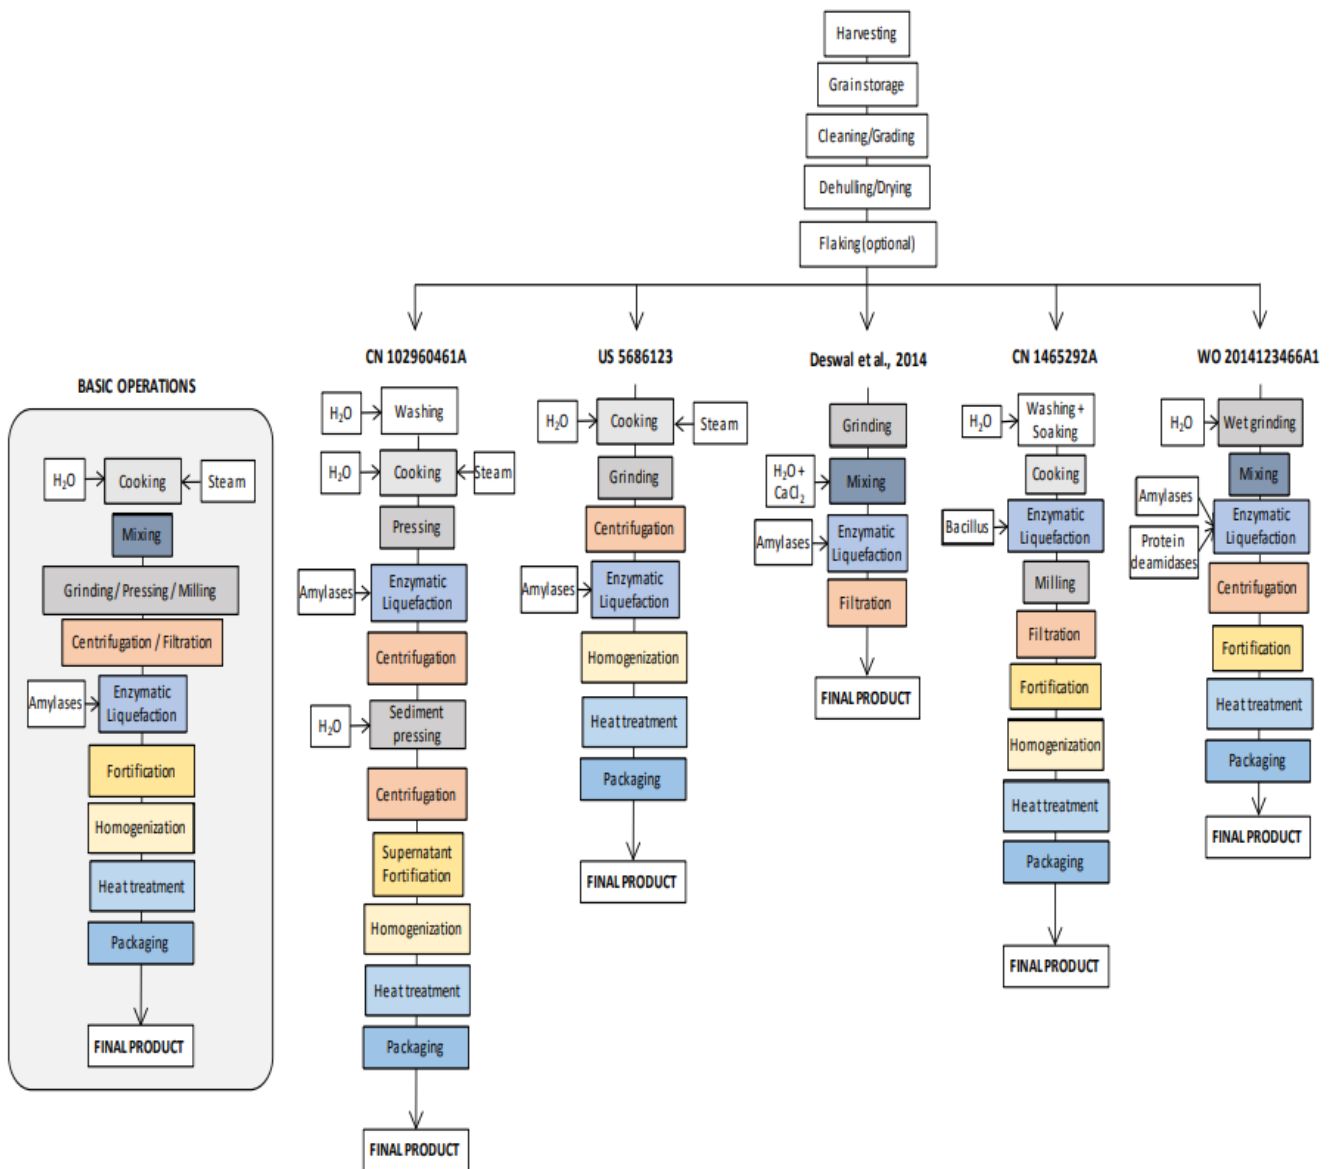 Harvesting
Grain storage
Cleaning/Grading
Dehulling/Drying
Flaking (optional)
BASIC OPERATIONS
H₂O
Cooking
Steam
Mixing
Grinding / Pressing / Milling
Centrifugation / Filtration
Amylases
Enzymatic
Liquefaction
Fortification
Homogenization
Heat treatment
Packaging
FINAL PRODUCT
CN 102960461A
H₂O
Washing
H₂O
Cooking
Steam
Pressing
Amylases
Enzymatic
Liquefaction
Centrifugation
H₂O
Sediment
pressing
Centrifugation
Supernatant
Fortification
Homogenization
Heat treatment
Packaging
FINAL PRODUCT
US 5686123
H₂O
Cooking
Steam
Grinding
Centrifugation
Amylases
Enzymatic
Liquefaction
Homogenization
Heat treatment
Packaging
FINAL PRODUCT
Deswal et al., 2014
Grinding
H₂O +
CaCl₂
Mixing
Amylases
Enzymatic
Liquefaction
Filtration
FINAL PRODUCT
CN 1465292A
H₂O
Washing +
Soaking
Cooking
Bacillus
Enzymatic
Liquefaction
Milling
Filtration
Fortification
Homogenization
Heat treatment
Packaging
FINAL PRODUCT
WO 2014123466A1
H₂O
Wet grinding
Mixing
Amylases
Protein
deamidases
Enzymatic
Liquefaction
Centrifugation
Fortification
Heat treatment
Packaging
FINAL PRODUCT